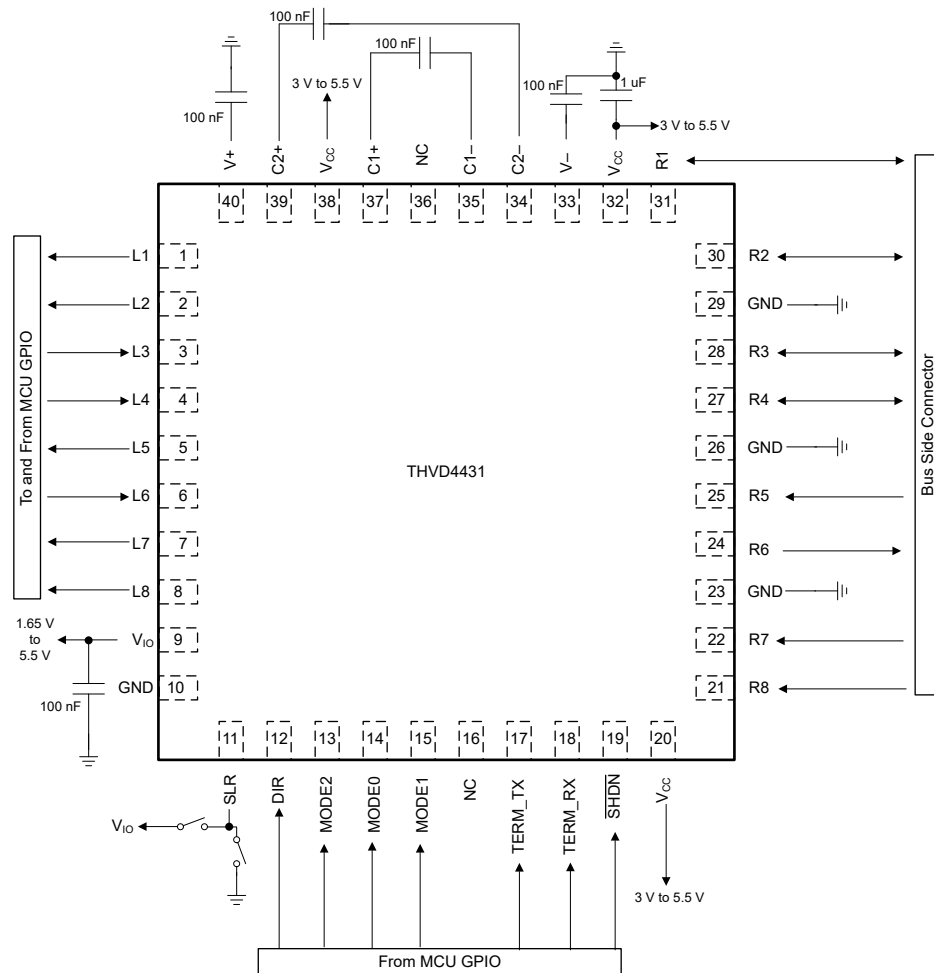 100 nF
100 nF
3 V to 5.5 V
100 nF
100 nF
1 uF
3 V to 5.5 V
V+
C2+
VCC
C1+
NC
C1–
C2–
V–
VCC
R1
40
39
38
37
36
35
34
33
32
31
To and From MCU GPIO
L1
1
L2
2
L3
3
L4
4
L5
5
L6
6
L7
7
L8
8
1.65 V
to
5.5 V
VIO
9
GND
10
100 nF
THVD4431
30
R2
29
GND
28
R3
27
R4
26
GND
25
R5
24
R6
23
GND
22
R7
21
R8
Bus Side Connector
11
12
13
14
15
16
17
18
19
20
SLR
DIR
MODE2
MODE0
MODE1
NC
TERM_TX
TERM_RX
SHDN
VCC
VIO
3 V to 5.5 V
From MCU GPIO